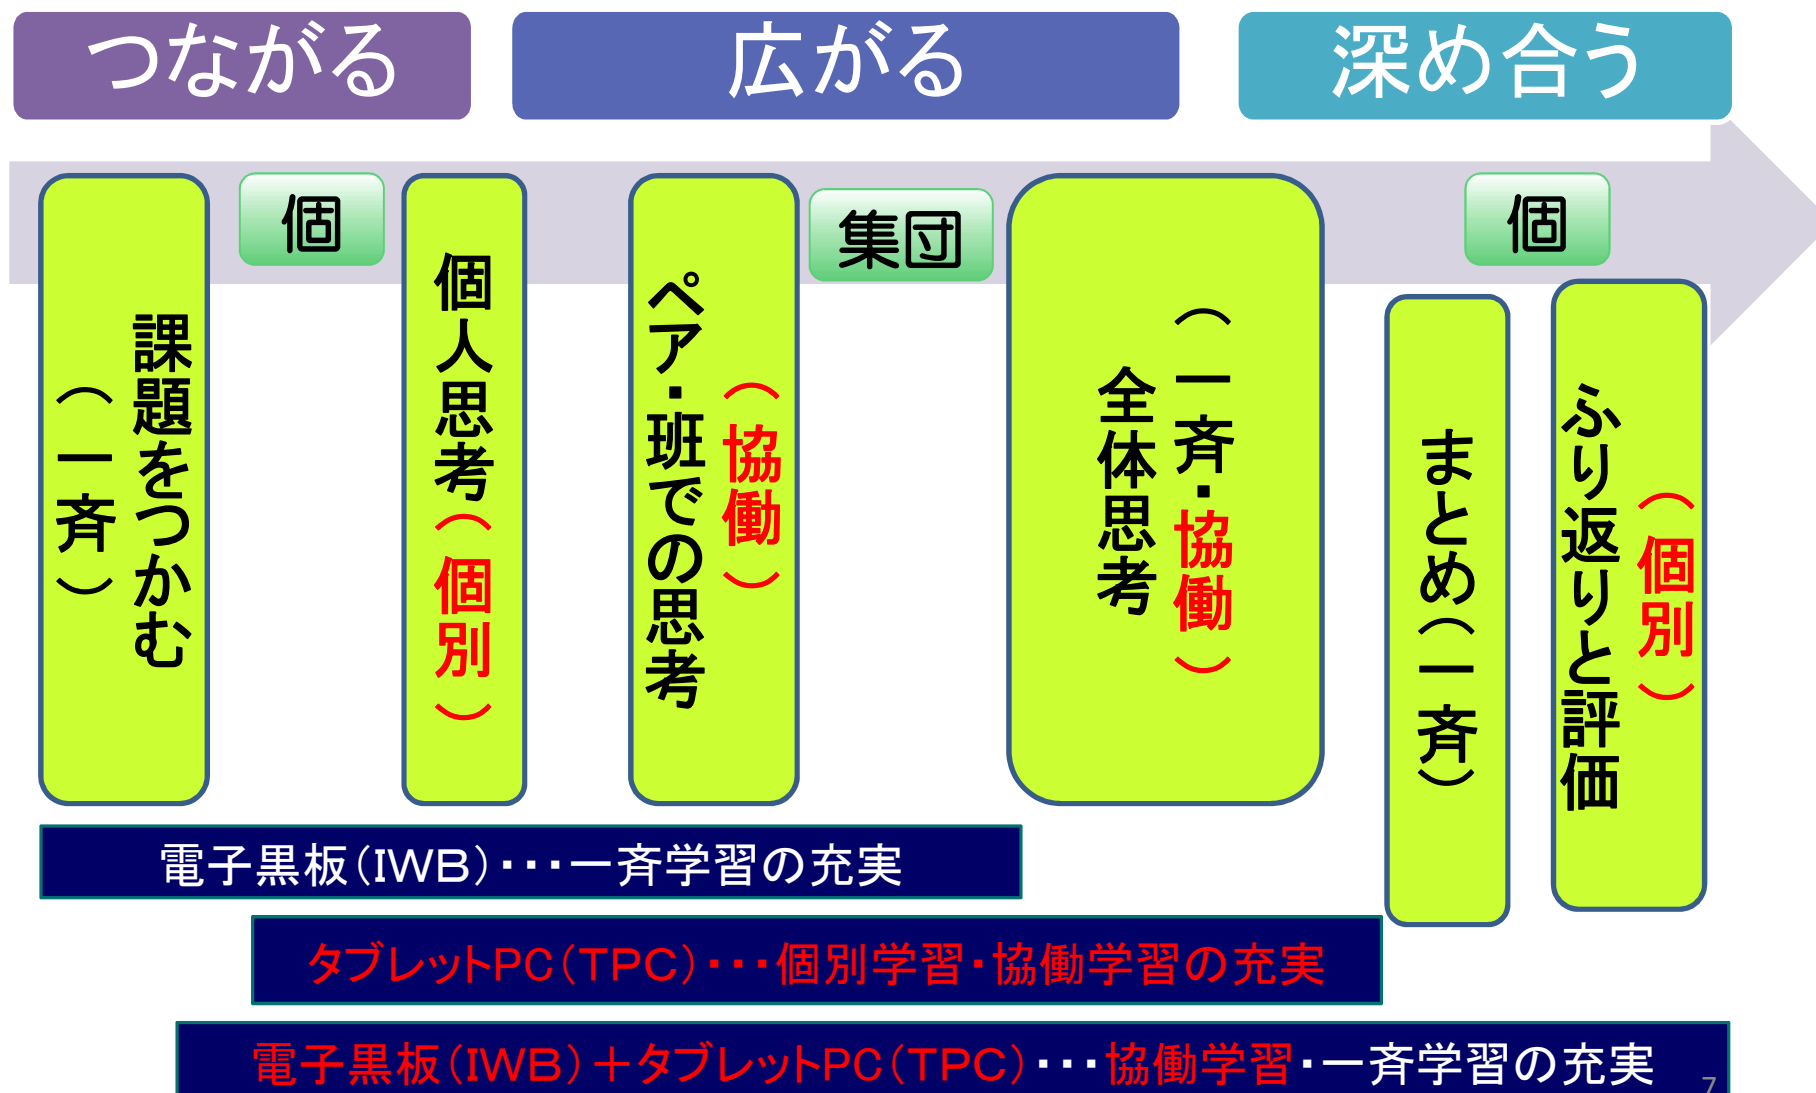 つながる
広がる
深め合う
個
集団
個
課題をつかむ
（一斉）
個人思考（個別）
（協働）
ペア・班での思考
（一斉・協働）
全体思考
まとめ（一斉）
（個別）
ふり返りと評価
電子黒板(IWB)・・・一斉学習の充実
タブレットPC(TPC)・・・個別学習・協働学習の充実
電子黒板(IWB)＋タブレットPC(TPC)・・・協働学習・一斉学習の充実
7